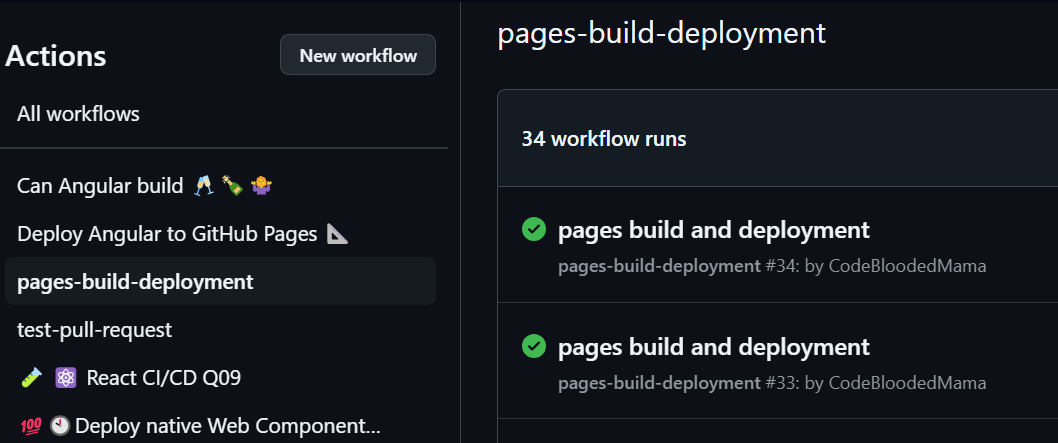 Actions
New workflow
All workflows
Can Angular build 🥂 🍾 🤷
Deploy Angular to GitHub Pages 📐
pages-build-deployment
test-pull-request
🧪 ⚛️ React CI/CD Q09
💯 🕙 Deploy native Web Component...
pages-build-deployment
34 workflow runs
pages build and deployment
pages-build-deployment #34: by CodeBloodedMama
pages build and deployment
pages-build-deployment #33: by CodeBloodedMama